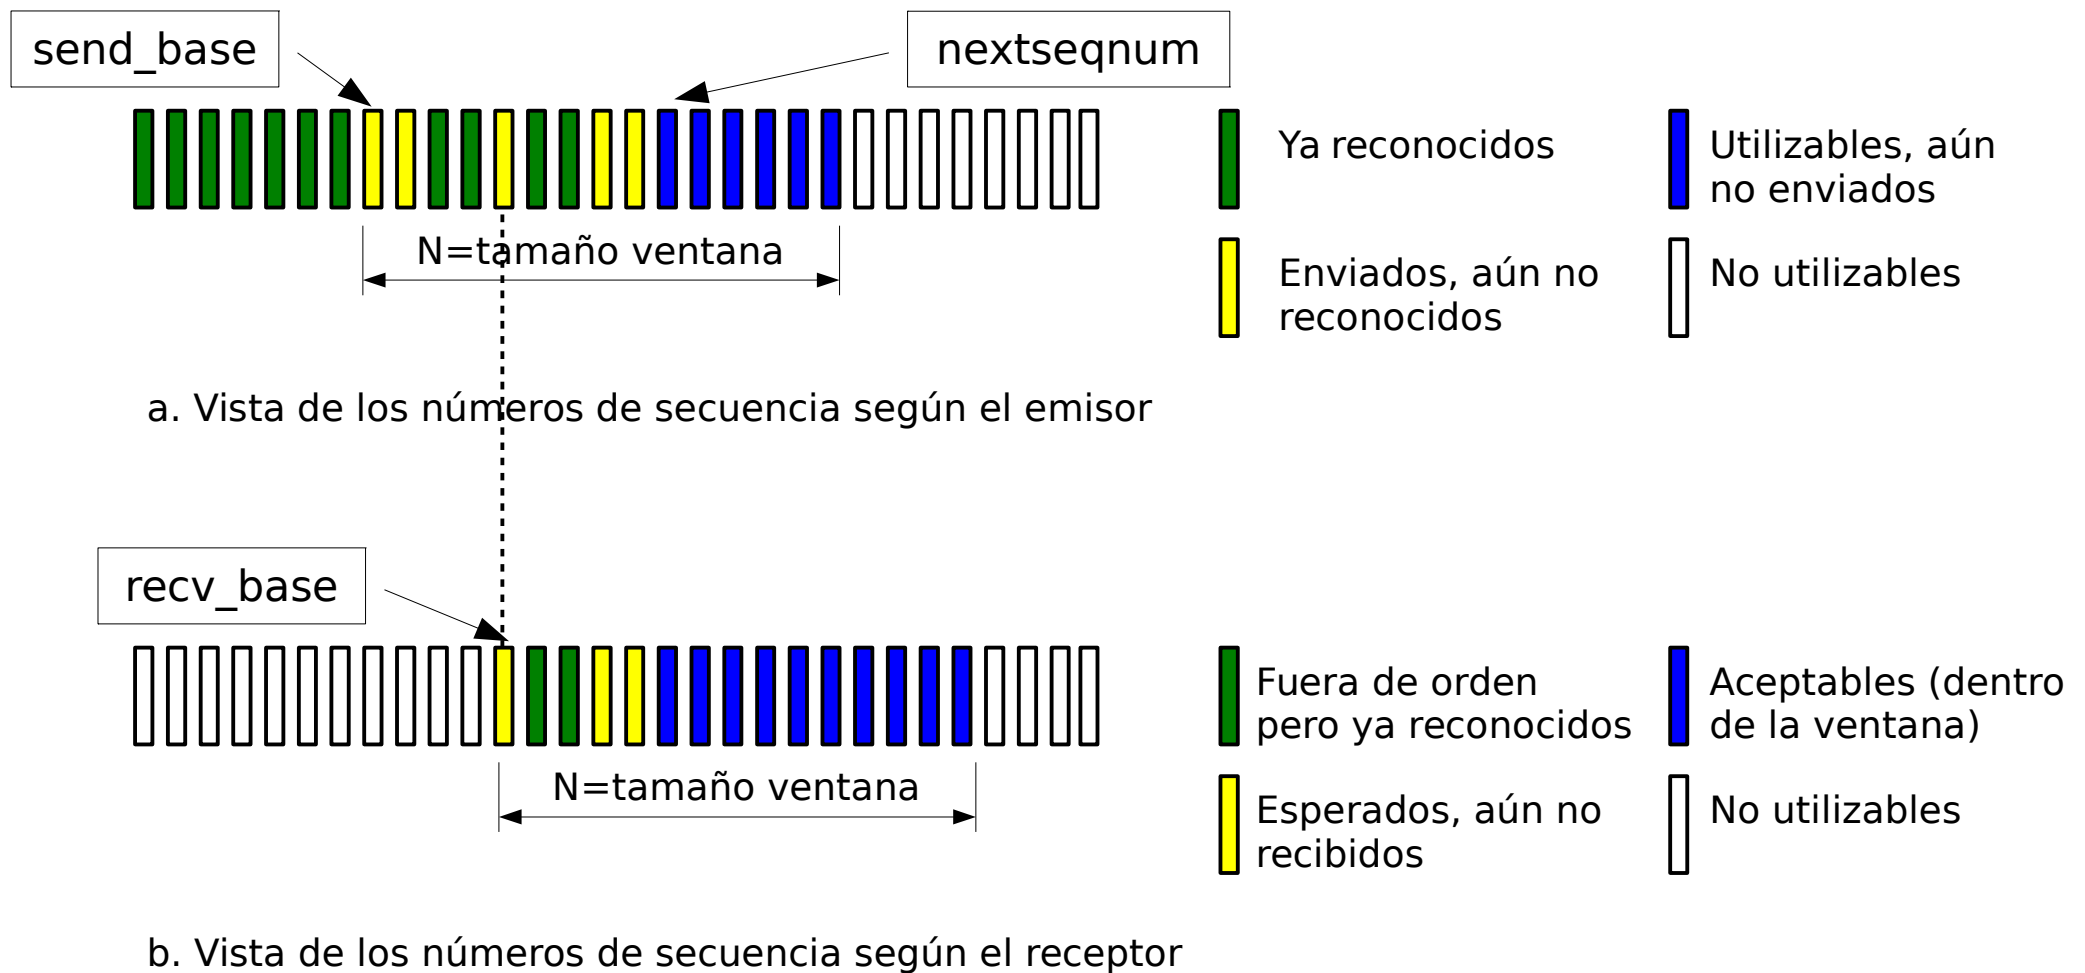 send_base
nextseqnum
Ya reconocidos
Utilizables, aún
no enviados
N=tamaño ventana
Enviados, aún no
reconocidos
No utilizables
a. Vista de los números de secuencia según el emisor
recv_base
Fuera de orden
pero ya reconocidos
Aceptables (dentro
de la ventana)
N=tamaño ventana
Esperados, aún no
recibidos
No utilizables
b. Vista de los números de secuencia según el receptor